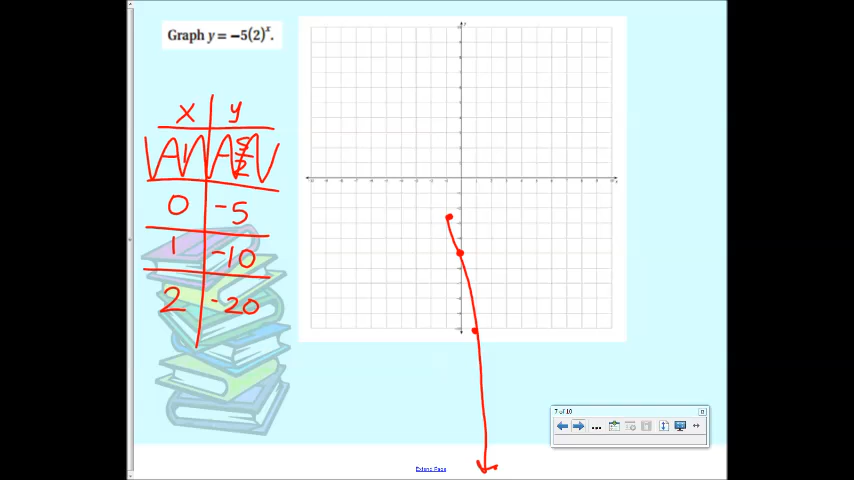 Graph y = −5(2)ˣ.
y
x
x y
0 -5
1 -10
2 -20
7 of 10
Extend Page